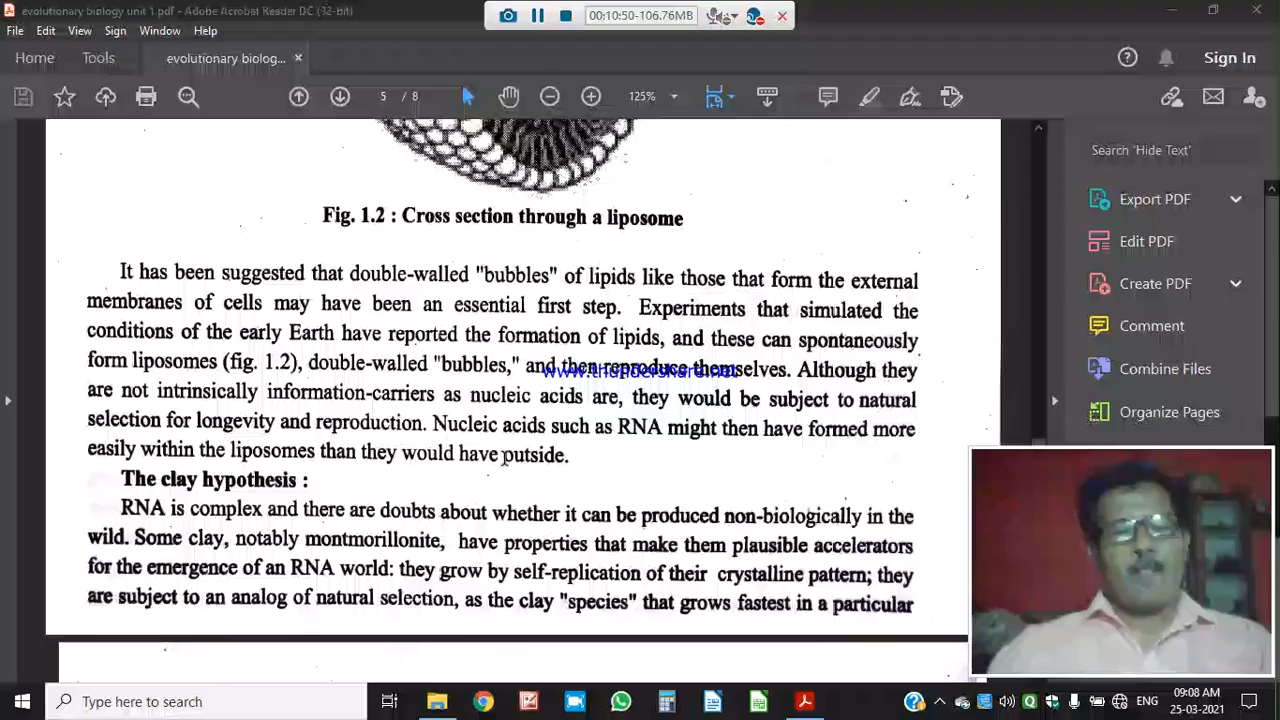 evolutionary biology unit 1.pdf - Adobe Acrobat Reader DC (32-bit)
00:10:50-106.76MB
File Edit View Sign Window Help
Home Tools evolutionary biolog... ×
Sign In
5 / 8
125%
Search 'Hide Text'
Export PDF
Edit PDF
Create PDF
Comment
Combine Files
Organize Pages
Fig. 1.2 : Cross section through a liposome
It has been suggested that double-walled "bubbles" of lipids like those that form the external
membranes of cells may have been an essential first step. Experiments that simulated the
conditions of the early Earth have reported the formation of lipids, and these can spontaneously
form liposomes (fig. 1.2), double-walled "bubbles," and then reproduce themselves. Although they
www.thundershare.net
are not intrinsically information-carriers as nucleic acids are, they would be subject to natural
selection for longevity and reproduction. Nucleic acids such as RNA might then have formed more
easily within the liposomes than they would have outside.
The clay hypothesis :
RNA is complex and there are doubts about whether it can be produced non-biologically in the
wild. Some clay, notably montmorillonite, have properties that make them plausible accelerators
for the emergence of an RNA world: they grow by self-replication of their crystalline pattern; they
are subject to an analog of natural selection, as the clay "species" that grows fastest in a particular
Type here to search
ENG
09:08 AM
25-03-2021